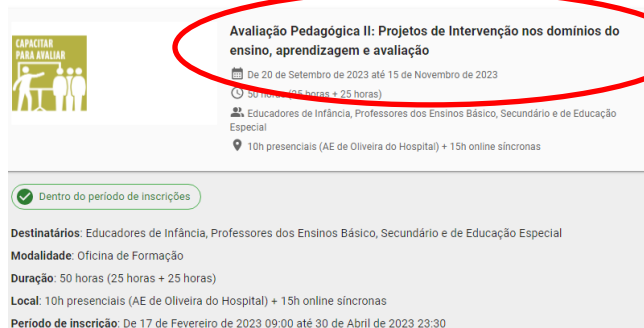 CAPACITAR
PARA AVALIAR
Avaliação Pedagógica II: Projetos de Intervenção nos domínios do
ensino, aprendizagem e avaliação
De 20 de Setembro de 2023 até 15 de Novembro de 2023
50 horas (25 horas + 25 horas)
Educadores de Infância, Professores dos Ensinos Básico, Secundário e de Educação
Especial
10h presenciais (AE de Oliveira do Hospital) + 15h online síncronas
Dentro do período de inscrições
Destinatários: Educadores de Infância, Professores dos Ensinos Básico, Secundário e de Educação Especial
Modalidade: Oficina de Formação
Duração: 50 horas (25 horas + 25 horas)
Local: 10h presenciais (AE de Oliveira do Hospital) + 15h online síncronas
Período de inscrição: De 17 de Fevereiro de 2023 09:00 até 30 de Abril de 2023 23:30